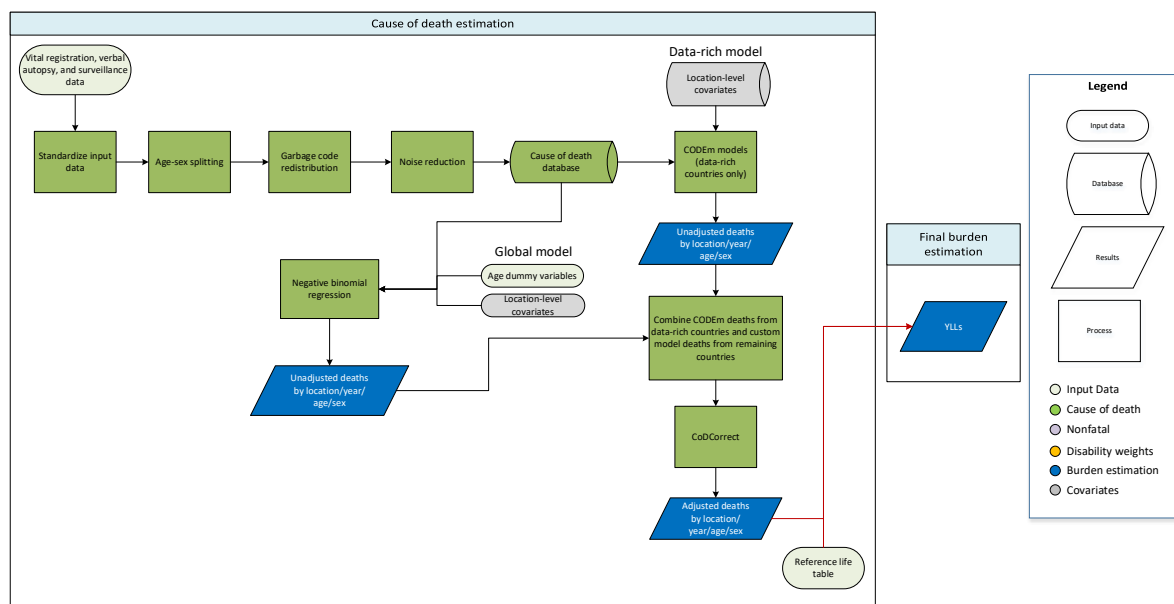 Cause of death estimation
Vital registration, verbal
autopsy, and surveillance
data
Data-rich model
Location-level
covariates
Standardize input
data
Age-sex splitting
Garbage code
redistribution
Noise reduction
Cause of death
database
CODEm models
(data-rich
countries only)
Unadjusted deaths
by location/year/
age/sex
Global model
Age dummy variables
Location-level
covariates
Negative binomial
regression
Unadjusted deaths
by location/year/
age/sex
Combine CODEm deaths from
data-rich countries and custom
model deaths from remaining
countries
CoDCorrect
Adjusted deaths
by location/
year/age/sex
Reference life
table
Final burden
estimation
YLLs
Legend
Input data
Database
Results
Process
Input Data
Cause of death
Nonfatal
Disability weights
Burden estimation
Covariates